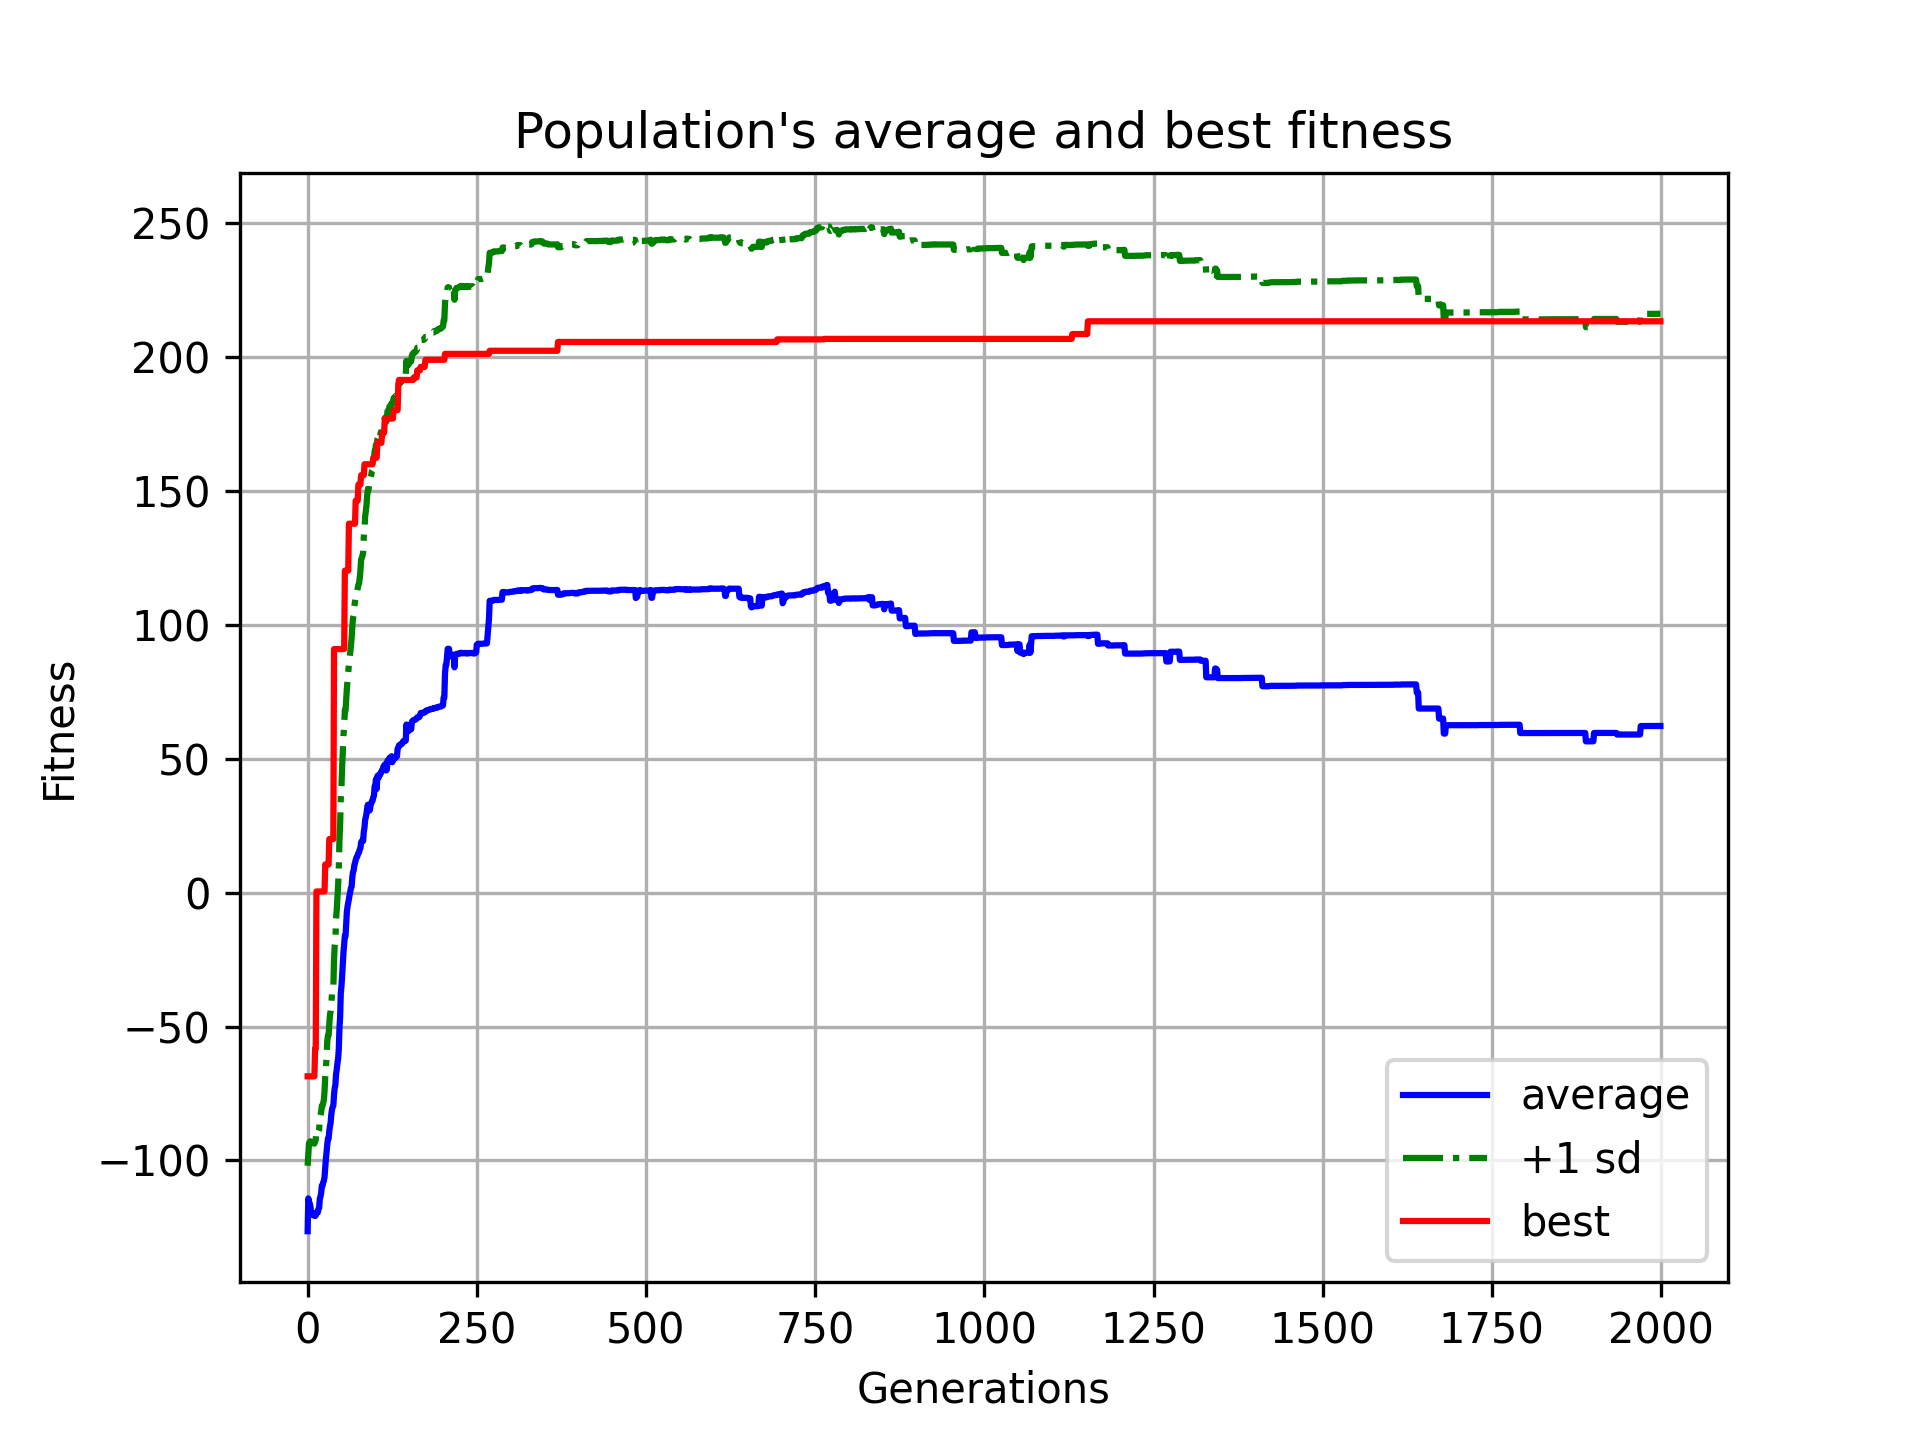 Population's average and best fitness
250
200
150
100
50
0
−50
−100
Fitness
average
+1 sd
best
0 250 500 750 1000 1250 1500 1750 2000
Generations